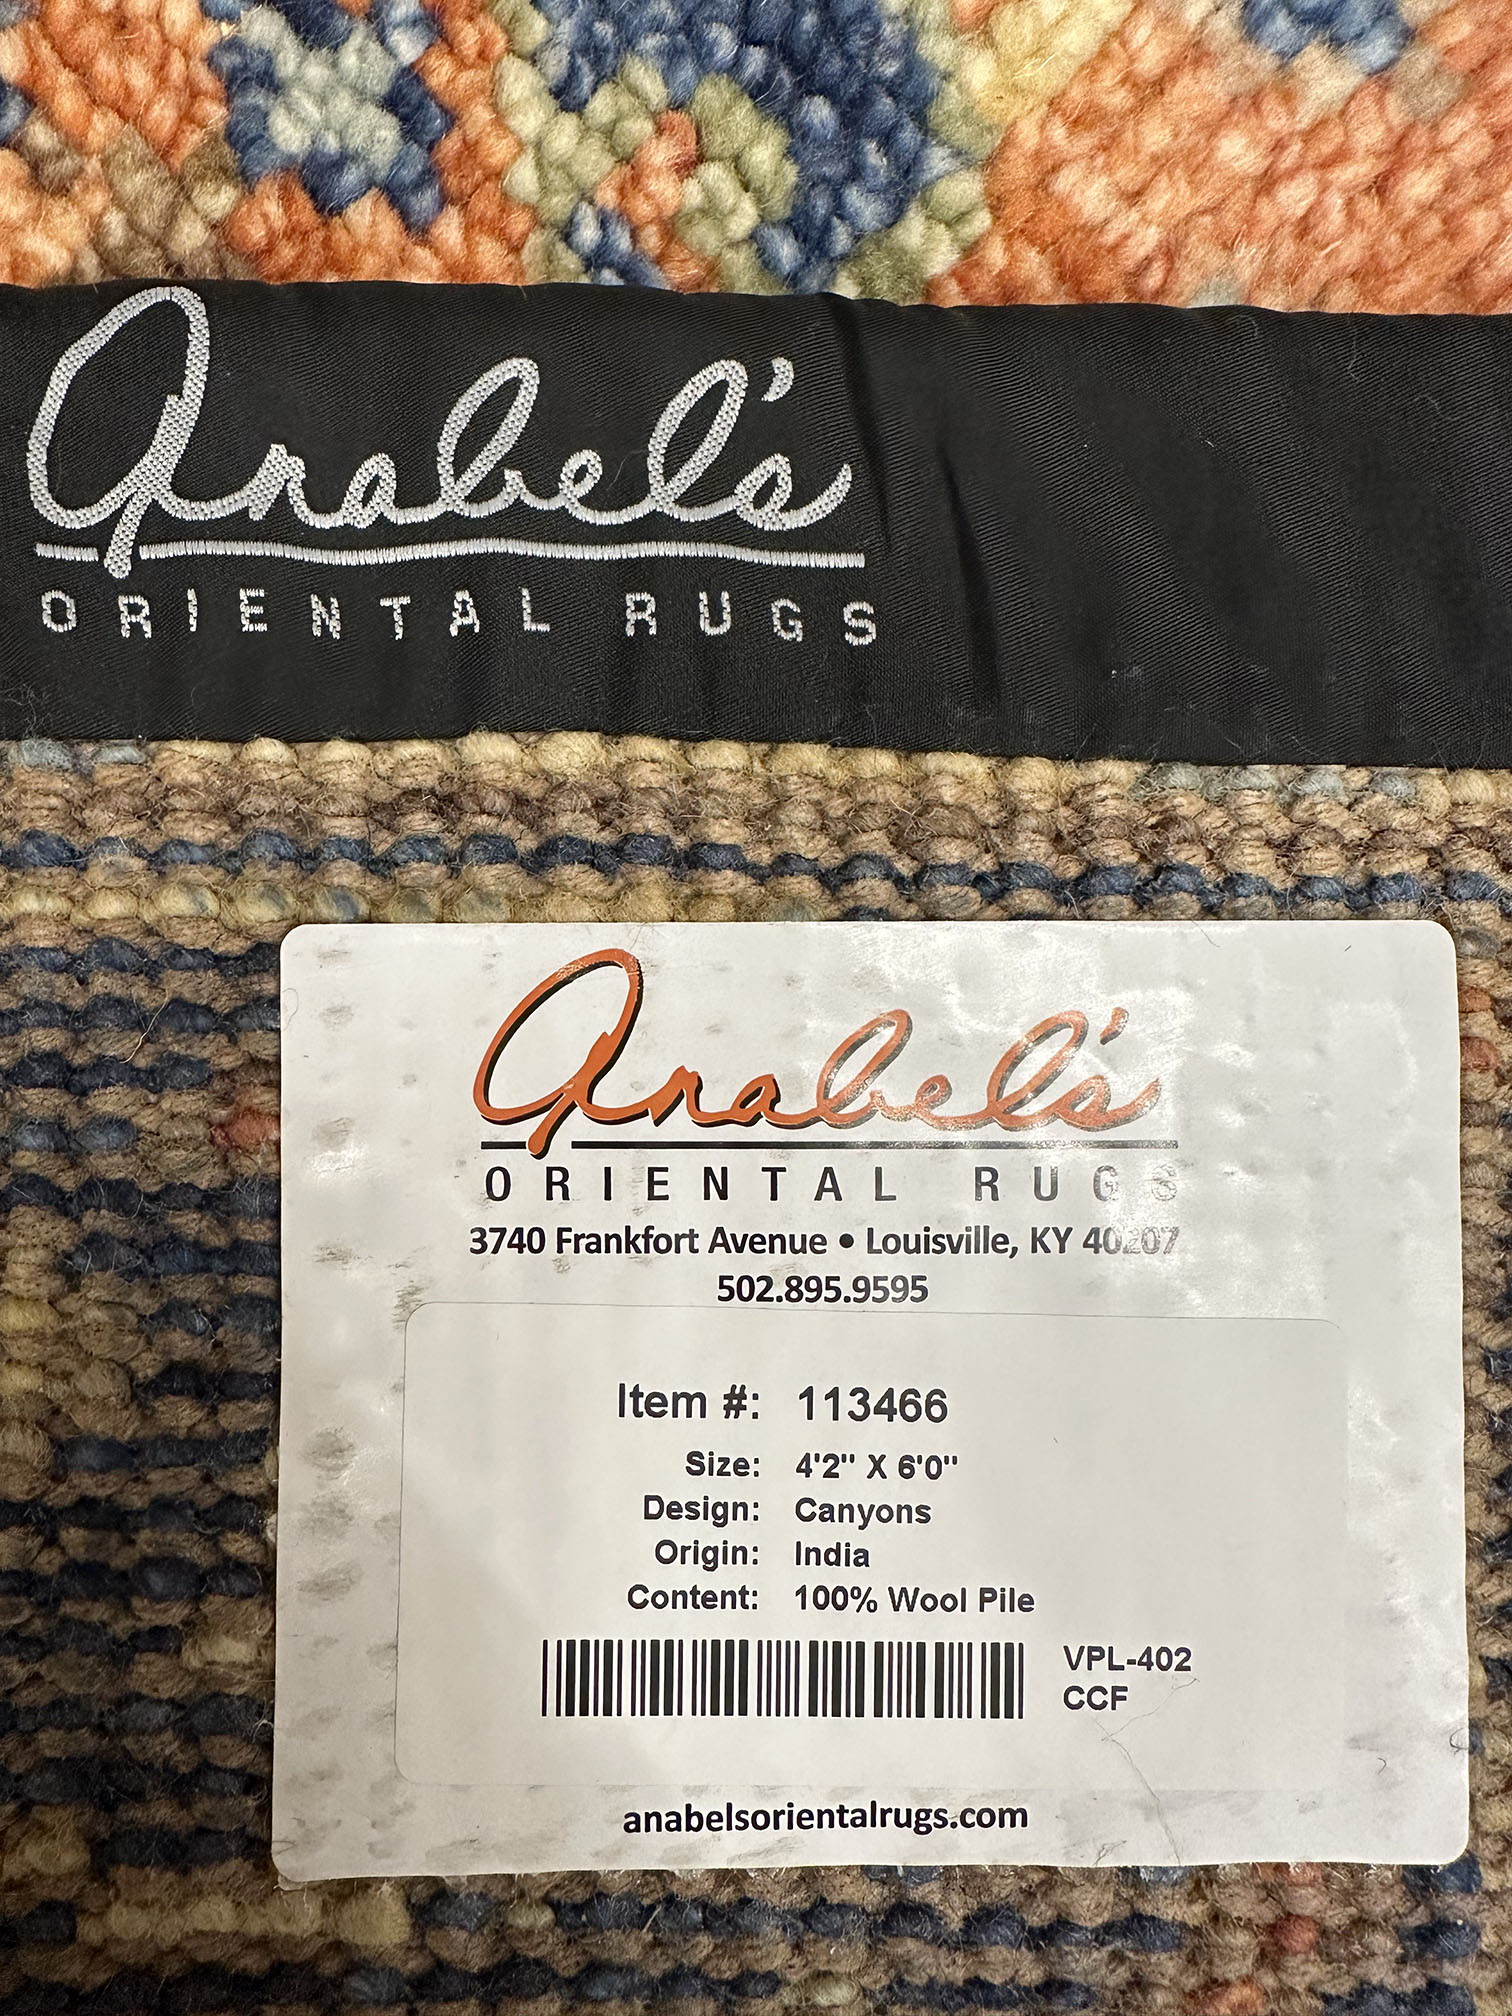 Anabel's
ORIENTAL RUGS
Anabel's
ORIENTAL RUGS
3740 Frankfort Avenue • Louisville, KY 40207
502.895.9595
Item #: 113466
Size: 4'2" X 6'0"
Design: Canyons
Origin: India
Content: 100% Wool Pile
VPL-402
CCF
anabelsorientalrugs.com